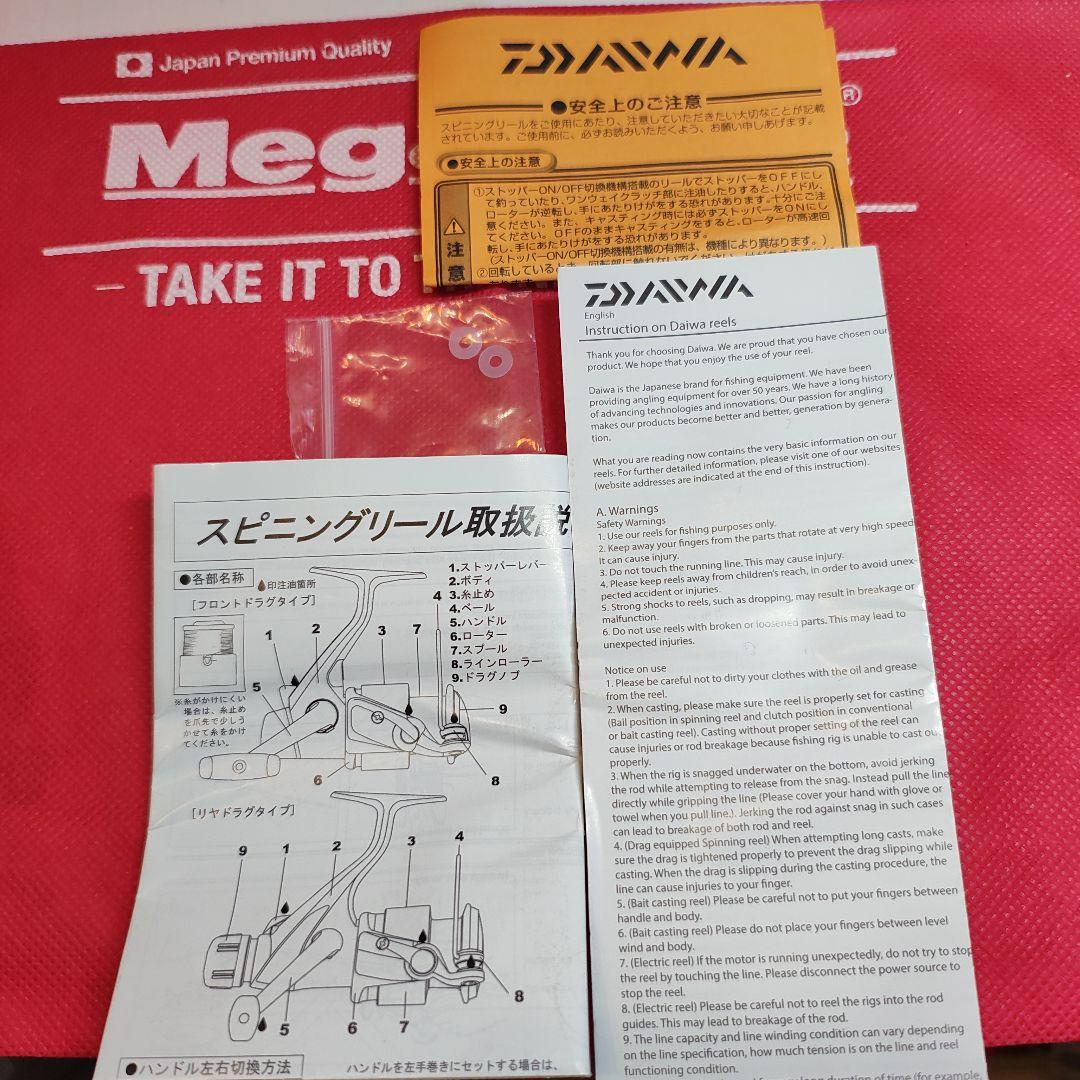 Japan Premium Quality
Meg
®
TAKE IT TO
DAIWA
●安全上のご注意
スピニングリールをご使用にあたり、注意していただきたい大切なことが記載
されています。ご使用前に、必ずお読みいただくよう、お願い申しあげます。
●安全上の注意
注意
①ストッパーON/OFF切換機構搭載のリールでストッパーをOFFにし
て釣っていたり、ワンウェイクラッチ部に注油したりすると、ハンドル、
ローターが逆転し、手にあたりけがをする恐れがあります。十分にご注
意ください。また、キャスティング時には必ずストッパーをONにし
てください。OFFのままキャスティングをすると、ローターが高速回
転し、手にあたりけがをする恐れがあります。
(ストッパーON/OFF切換機構搭載の有無は、機種により異なります。)
②回転しているとき、回転部に触れないでください。
DAIWA
English
Instruction on Daiwa reels
Thank you for choosing Daiwa. We are proud that you have chosen our
product. We hope that you enjoy the use of your reel.
Daiwa is the Japanese brand for fishing equipment. We have been
providing angling equipment for over 50 years. We have a long history
of advancing technologies and innovations. Our passion for angling
makes our products become better and better, generation by genera-
tion.
What you are reading now contains the very basic information on our
reels. For further detailed information, please visit one of our websites
(website addresses are indicated at the end of this instruction).
A. Warnings
Safety Warnings
1. Use our reels for fishing purposes only.
2. Keep away your fingers from the parts that rotate at very high speed
It can cause injury.
3. Do not touch the running line. This may cause injury.
4. Please keep reels away from children's reach, in order to avoid unex-
pected accident or injuries.
5. Strong shocks to reels, such as dropping, may result in breakage or
malfunction.
6. Do not use reels with broken or loosened parts. This may lead to
unexpected injuries.
Notice on use
1. Please be careful not to dirty your clothes with the oil and grease
from the reel.
2. When casting, please make sure the reel is properly set for casting
(Bail position in spinning reel and clutch position in conventional
or bait casting reel). Casting without proper setting of the reel can
cause injuries or rod breakage because fishing rig is unable to cast out
properly.
3. When the rig is snagged underwater on the bottom, avoid jerking
the rod while attempting to release from the snag. Instead pull the line
directly while gripping the line (Please cover your hand with glove or
towel when you pull line.). Jerking the rod against snag in such cases
can lead to breakage of both rod and reel.
4. (Drag equipped Spinning reel) When attempting long casts, make
sure the drag is tightened properly to prevent the drag slipping while
casting. When the drag is slipping during the casting procedure, the
line can cause injuries to your finger.
5. (Bait casting reel) Please be careful not to put your fingers between
handle and body.
6. (Bait casting reel) Please do not place your fingers between level
wind and body.
7. (Electric reel) If the motor is running unexpectedly, do not try to stop
the reel by touching the line. Please disconnect the power source to
stop the reel.
8. (Electric reel) Please be careful not to reel the rigs into the rod
guides. This may lead to breakage of the rod.
9. The line capacity and line winding condition can vary depending
on the line specification, how much tension is on the line and reel
functioning condition.
long duration of time (for example,
スピニングリール取扱説
●各部名称
印注油箇所
[フロントドラグタイプ]
1.ストッパーレバー
2.ボディ
3.糸止め
4.ベール
5.ハンドル
6.ローター
7.スプール
8.ラインローラー
9.ドラグノブ
1 2 3 7 4
5
9
8
6
※糸がかけにくい
場合は、糸止め
を爪先で少しう
かせて糸をかけ
てください。
[リヤドラグタイプ]
9 1 2 3 4
5 6 7 8
●ハンドル左右切換方法
ハンドルを左手巻きにセットする場合は、